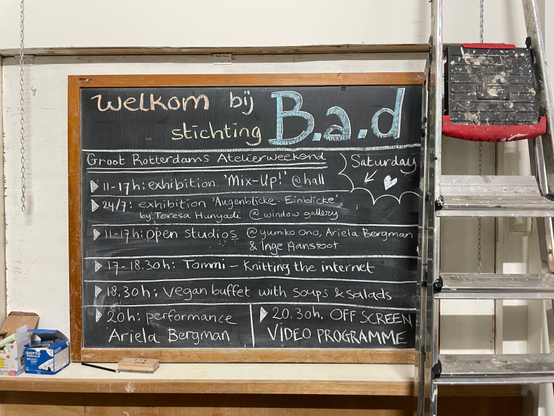 welkom bij
stichting B.a.d
Groot Rotterdams Atelierweekend
Saturday
11-17h: exhibition 'Mix-Up!' @hall
24/7: exhibition 'Augenblicke-Einblicke'
by Teresa Hunyadi @window gallery
11-17h: open studios @yumiko ono, Ariela Bergman
& Inge Aanstoot
17-18.30h: Tommi – Knitting the internet
18.30h: vegan buffet with soups & salads
20h: performance
Ariela Bergman
20.30h, OFF SCREEN
VIDEO PROGRAMME